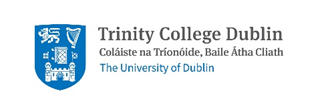 Trinity College Dublin
Coláiste na Tríonóide, Baile Átha Cliath
The University of Dublin